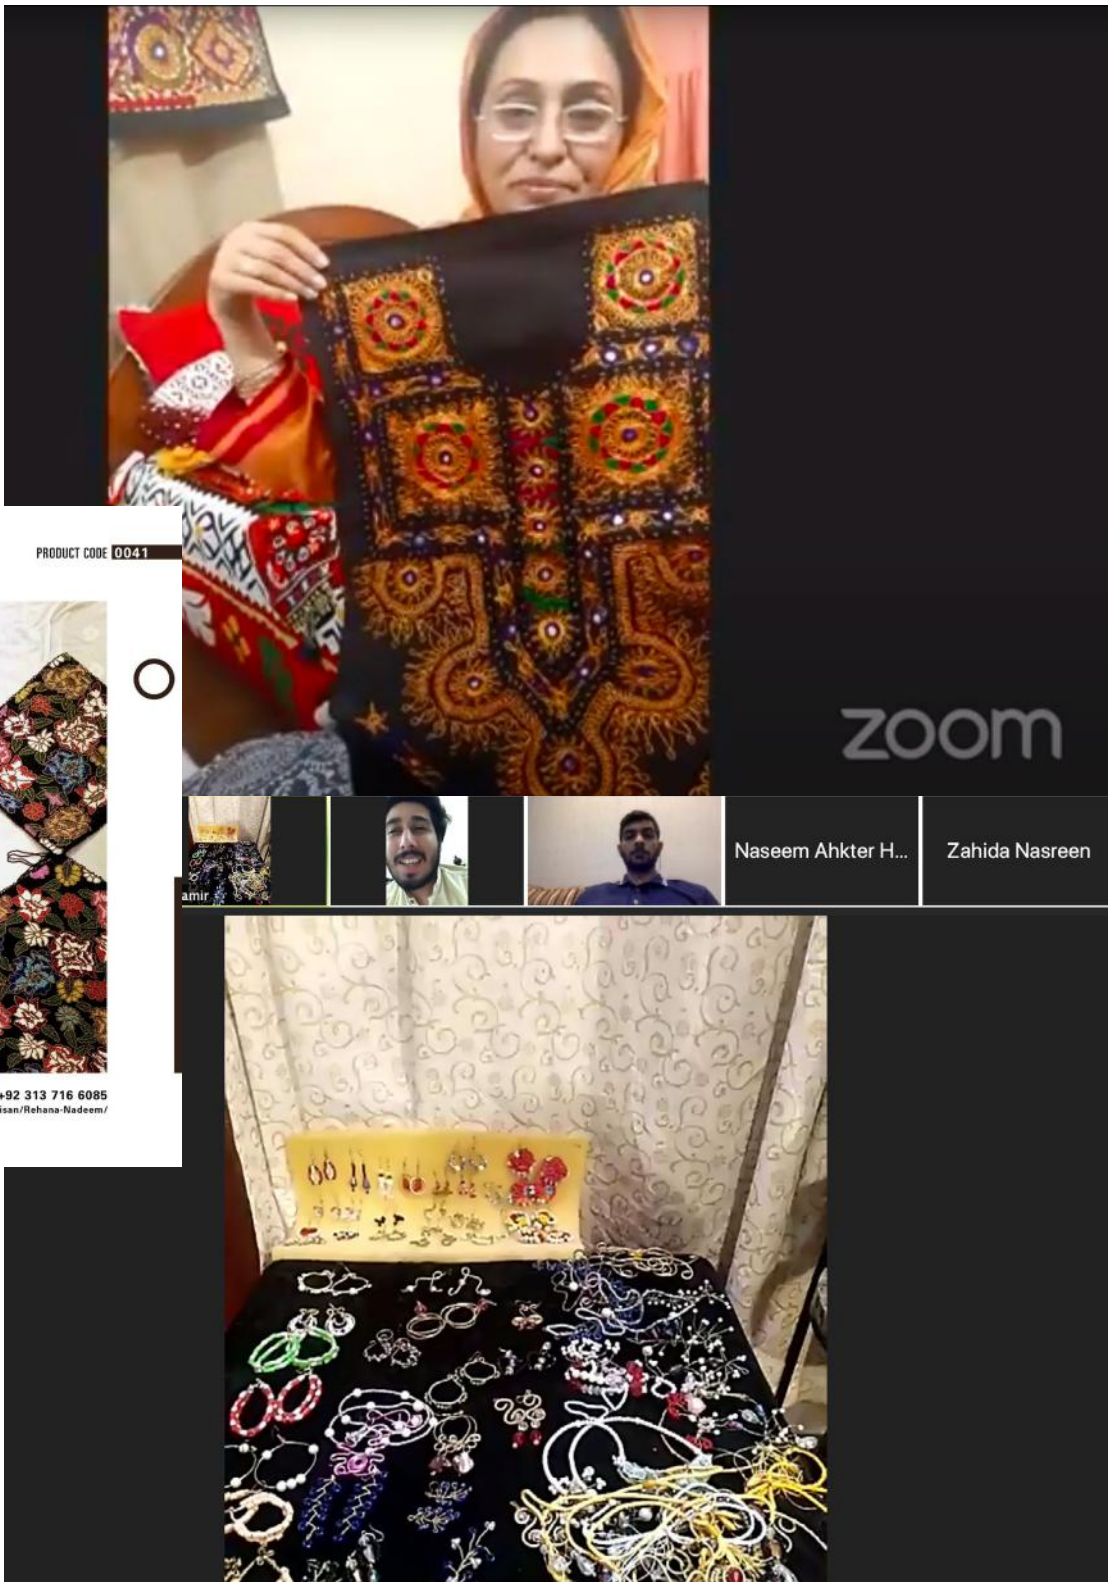 PRODUCT CODE 0041
O
zoom
amir
Naseem Ahkter H...
Zahida Nasreen
+92 313 716 6085
isan/Rehana-Nadeem/